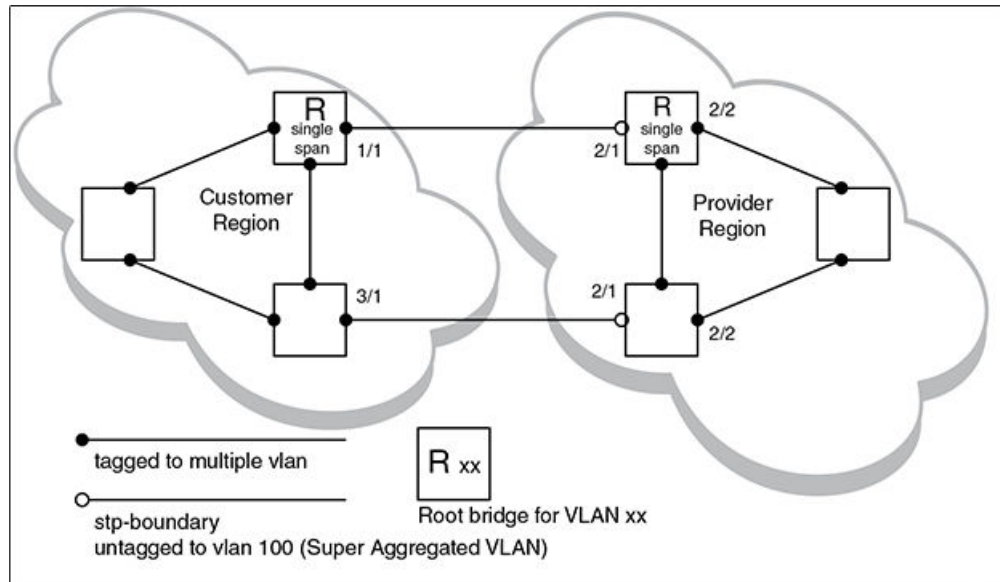 R
single
span
1/1
Customer
Region
3/1
R
single
span
2/2
2/1
Provider
Region
2/1
2/2
tagged to multiple vlan
stp-boundary
untagged to vlan 100 (Super Aggregated VLAN)
R xx
Root bridge for VLAN xx